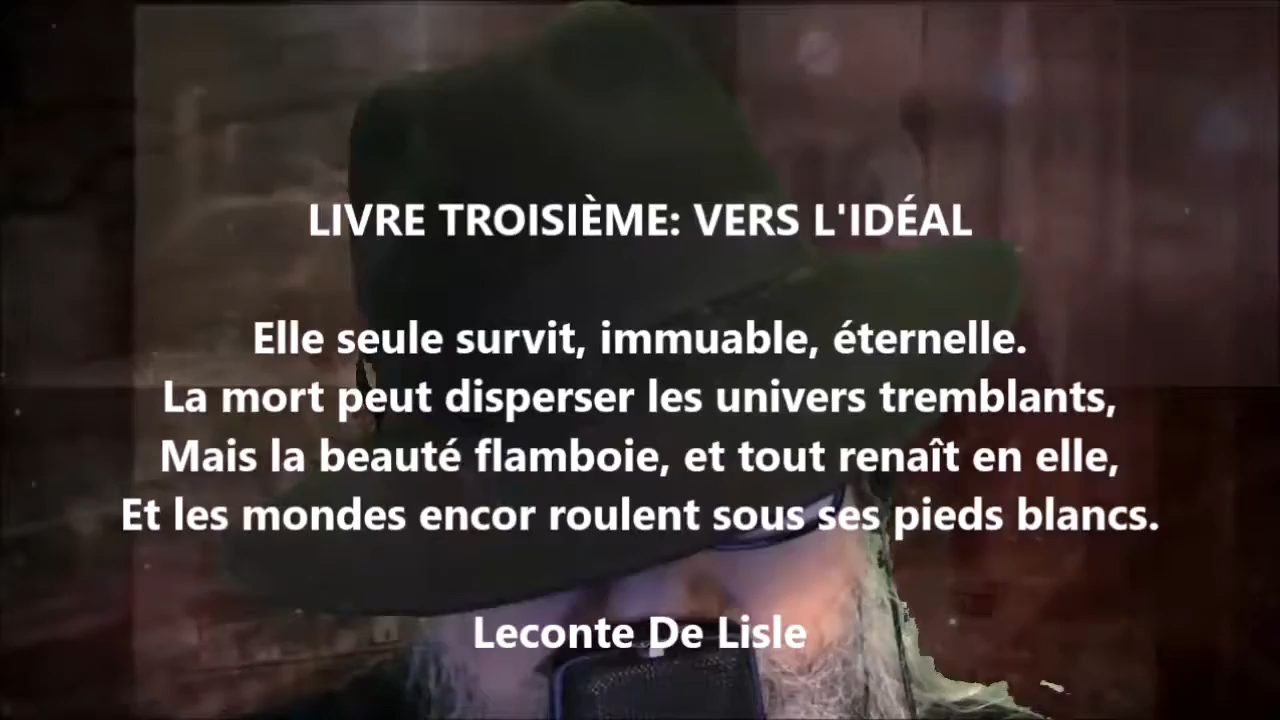 LIVRE TROISIÈME: VERS L'IDÉAL
Elle seule survit, immuable, éternelle.
La mort peut disperser les univers tremblants,
Mais la beauté flamboie, et tout renaît en elle,
Et les mondes encor roulent sous ses pieds blancs.
Leconte De Lisle